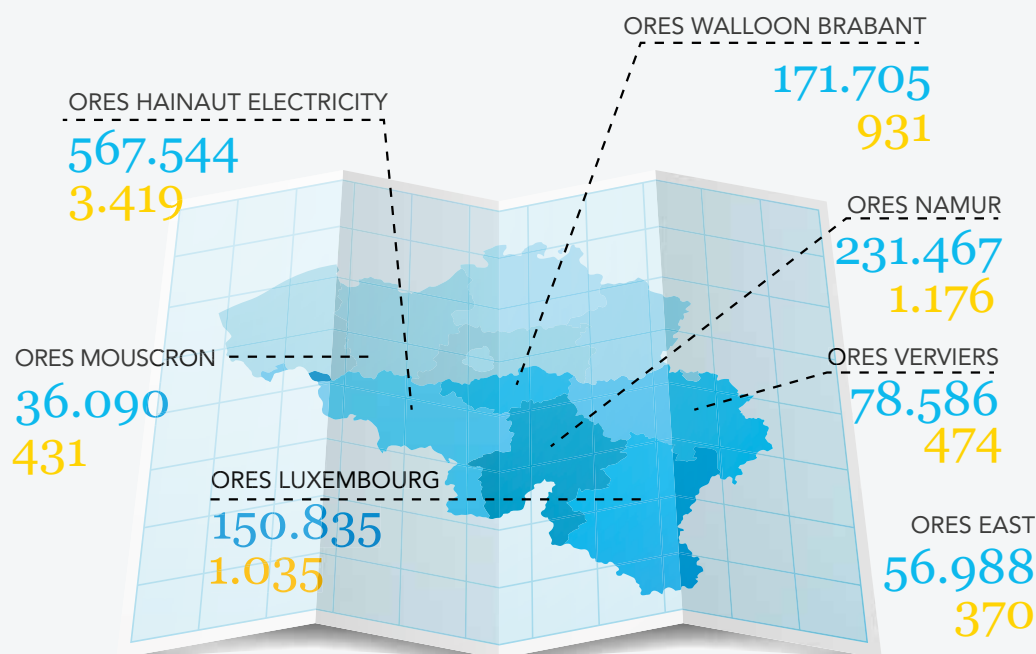 ORES WALLOON BRABANT
171.705
931
ORES HAINAUT ELECTRICITY
567.544
3.419
ORES NAMUR
231.467
1.176
ORES MOUSCRON
36.090
431
ORES VERVIERS
78.586
474
ORES LUXEMBOURG
150.835
1.035
ORES EAST
56.988
370